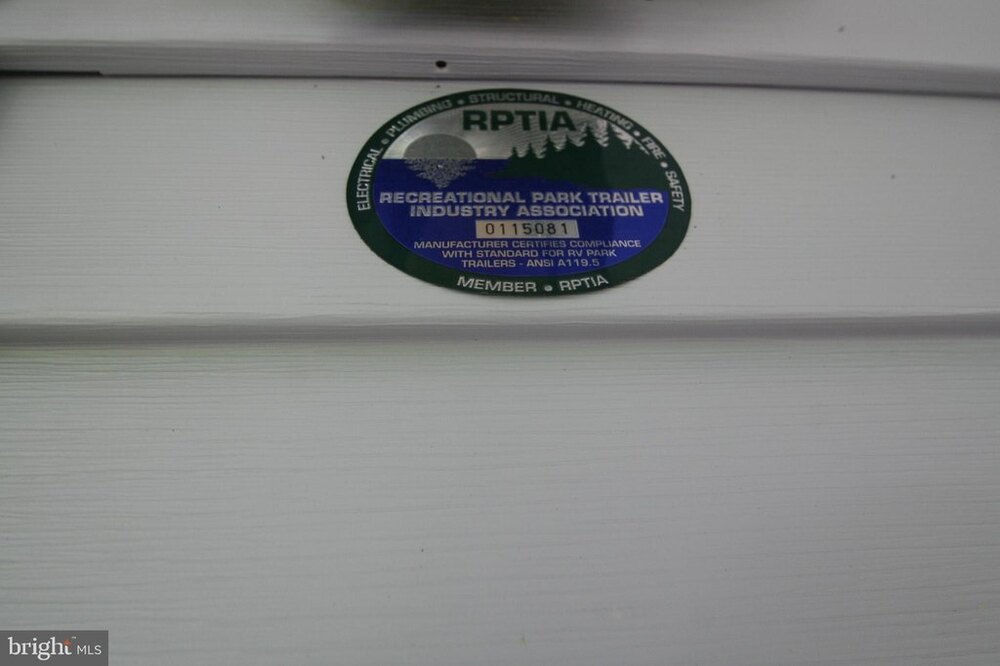 ELECTRICAL • PLUMBING • STRUCTURAL • HEATING • FIRE • SAFETY
RPTIA
RECREATIONAL PARK TRAILER
INDUSTRY ASSOCIATION
0115081
MANUFACTURER CERTIFIES COMPLIANCE
WITH STANDARD FOR RV PARK
TRAILERS - ANSI A119.5
MEMBER • RPTIA
bright™ MLS